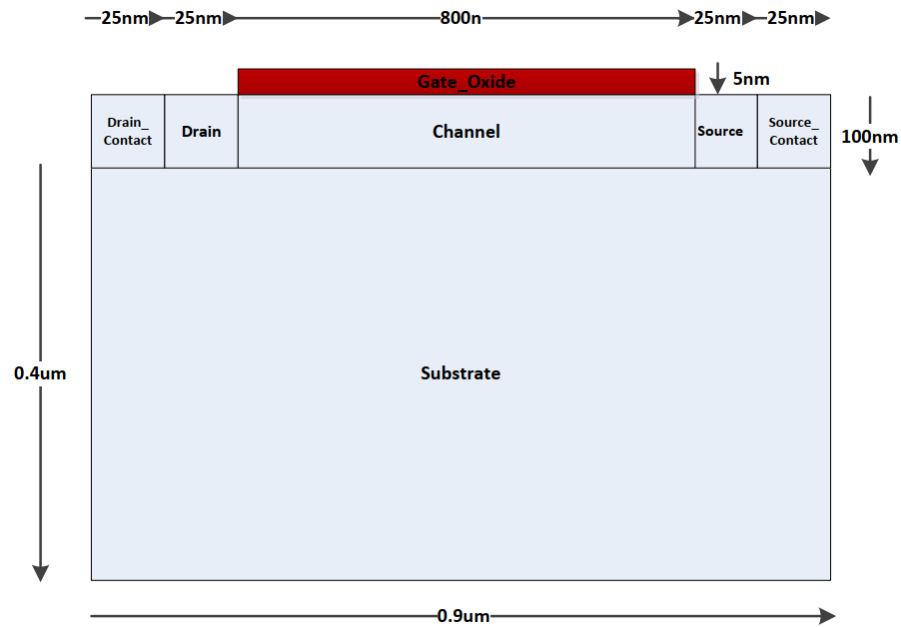 25nm 25nm 800n 25nm 25nm
Gate_Oxide
5nm
Drain_
Contact
Drain
Channel
Source
Source_
Contact
100nm
0.4um
Substrate
0.9um